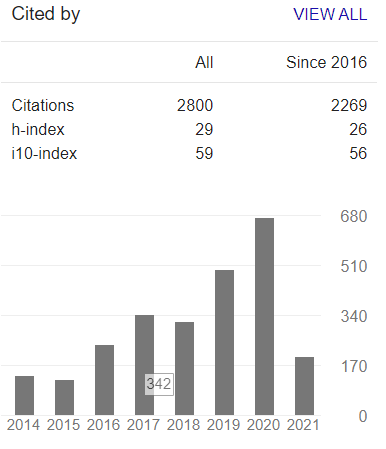 Cited by VIEW ALL
All Since 2016
Citations 2800 2269
h-index 29 26
i10-index 59 56
680
510
340
170
342
0
2014 2015 2016 2017 2018 2019 2020 2021